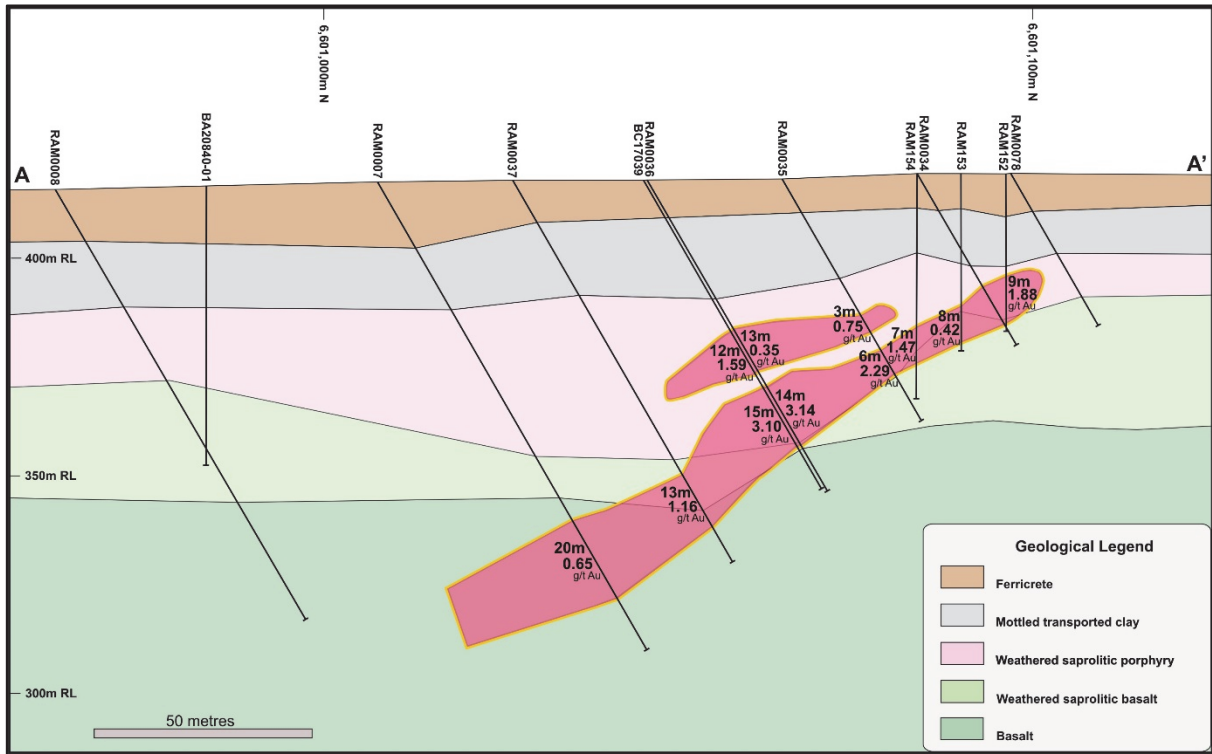 6,601,000m N
6,601,100m N
RAM0008
BA20840-01
RAM0007
RAM0037
RAM0036
BC17039
RAM0035
RAM0034
RAM154
RAM153
RAM0078
RAM152
A
A'
400m RL
350m RL
300m RL
9m
1.88
g/t Au
8m
0.42
g/t Au
7m
1.47
g/t Au
6m
2.29
g/t Au
3m
0.75
g/t Au
13m
0.35
g/t Au
12m
1.59
g/t Au
14m
3.14
g/t Au
15m
3.10
g/t Au
13m
1.16
g/t Au
20m
0.65
g/t Au
50 metres
Geological Legend
Ferricrete
Mottled transported clay
Weathered saprolitic porphyry
Weathered saprolitic basalt
Basalt